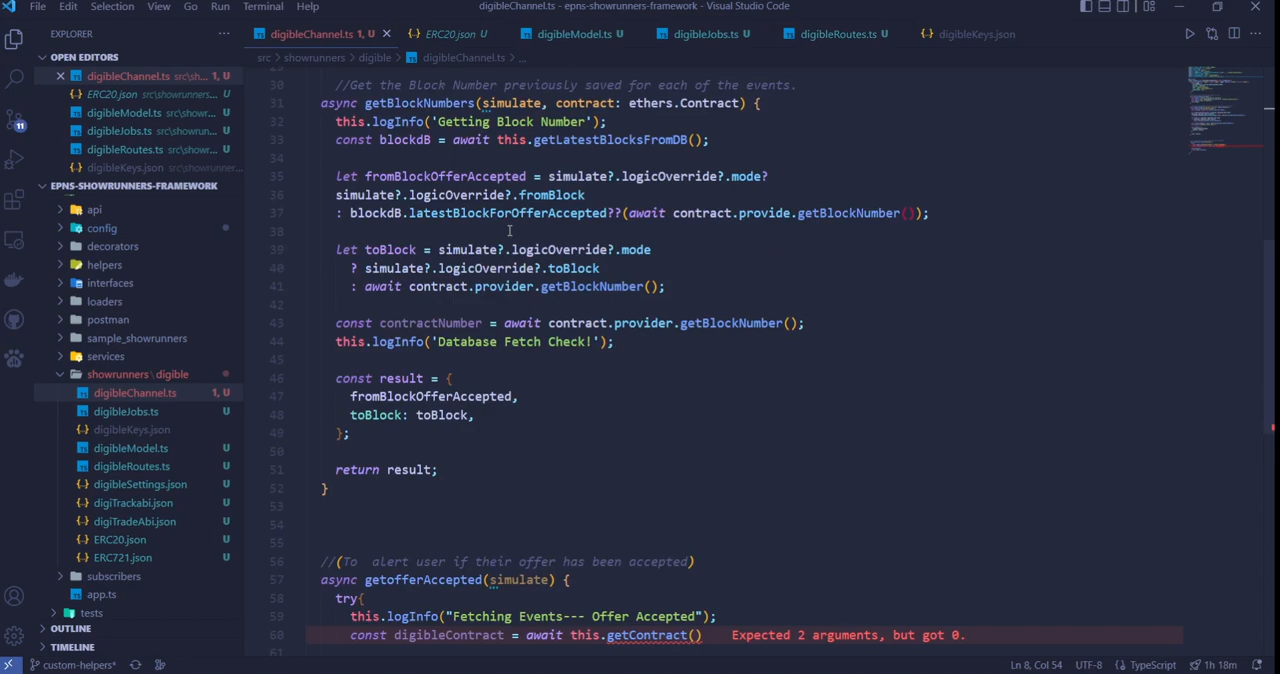 File Edit Selection View Go Run Terminal Help
digibleChannel.ts - epns-showrunners-framework - Visual Studio Code
EXPLORER ...
digibleChannel.ts 1, U
ERC20.json U
digibleModel.ts U
digibleJobs.ts U
digibleRoutes.ts U
digibleKeys.json
OPEN EDITORS
digibleChannel.ts src\sh... 1, U
ERC20.json src\showrunners... U
digibleModel.ts src\showr... U
digibleJobs.ts src\showrun... U
digibleRoutes.ts src\showr... U
digibleKeys.json src\showrunner...
EPNS-SHOWRUNNERS-FRAMEWORK
api
config
decorators
helpers
interfaces
loaders
postman
sample_showrunners
services
showrunners \ digible
digibleChannel.ts 1, U
digibleJobs.ts U
digibleKeys.json
digibleModel.ts U
digibleRoutes.ts U
digibleSettings.json U
digiTrackabi.json U
digiTradeAbi.json U
ERC20.json U
ERC721.json U
subscribers
app.ts
tests
OUTLINE
TIMELINE
11
src > showrunners > digible > digibleChannel.ts > ...
30 //Get the Block Number previously saved for each of the events.
31 async getBlockNumbers(simulate, contract: ethers.Contract) {
32 this.logInfo('Getting Block Number');
33 const blockdB = await this.getLatestBlocksFromDB();
34
35 let fromBlockOfferAccepted = simulate?.logicOverride?.mode?
36 simulate?.logicOverride?.fromBlock
37 : blockdB.latestBlockForOfferAccepted??(await contract.provide.getBlockNumber());
38
39 let toBlock = simulate?.logicOverride?.mode
40 ? simulate?.logicOverride?.toBlock
41 : await contract.provider.getBlockNumber();
42
43 const contractNumber = await contract.provider.getBlockNumber();
44 this.logInfo('Database Fetch Check!');
45
46 const result = {
47 fromBlockOfferAccepted,
48 toBlock: toBlock,
49 };
50
51 return result;
52 }
53
54
55
56 //(To alert user if their offer has been accepted)
57 async getofferAccepted(simulate) {
58 try{
59 this.logInfo("Fetching Events--- Offer Accepted");
60 const digibleContract = await this.getContract() Expected 2 arguments, but got 0.
custom-helpers*
Ln 8, Col 54 UTF-8 {} TypeScript 1h 18m